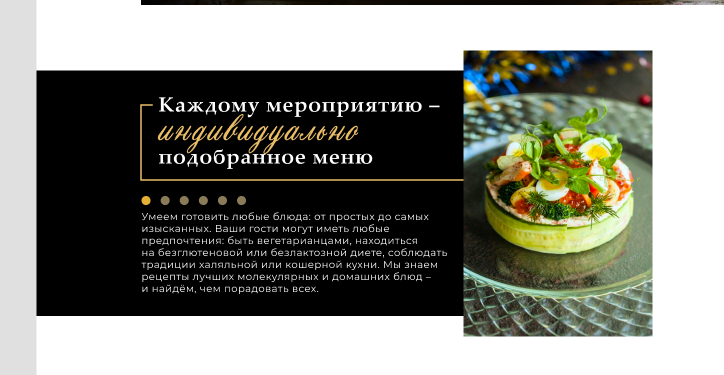 Каждому мероприятию –
индивидуально
подобранное меню
Умеем готовить любые блюда: от простых до самых
изысканных. Ваши гости могут иметь любые
предпочтения: быть вегетарианцами, находиться
на безглютеновой или безлактозной диете, соблюдать
традиции халяльной или кошерной кухни. Мы знаем
рецепты лучших молекулярных и домашних блюд –
и найдём, чем порадовать всех.